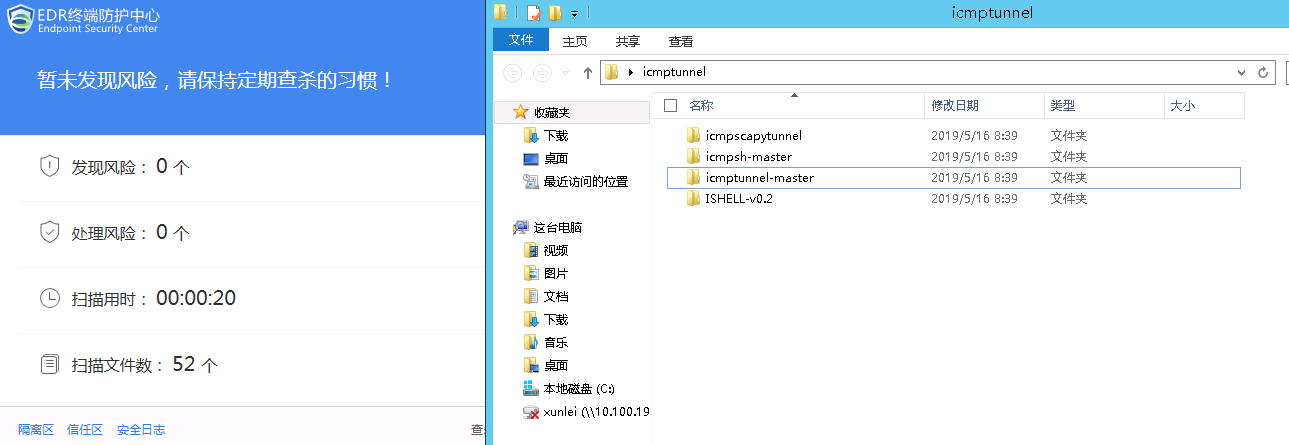 EDR终端防护中心
Endpoint Security Center
暂未发现风险，请保持定期查杀的习惯！
发现风险： 0 个
处理风险： 0 个
扫描用时： 00:00:20
扫描文件数： 52 个
隔离区 信任区 安全日志
icmptunnel
文件 主页 共享 查看
icmptunnel
名称 修改日期 类型 大小
icmpscapytunnel 2019/5/16 8:39 文件夹
icmpsh-master 2019/5/16 8:39 文件夹
icmptunnel-master 2019/5/16 8:39 文件夹
ISHELL-v0.2 2019/5/16 8:39 文件夹
收藏夹
下载
桌面
最近访问的位置
这台电脑
视频
图片
文档
下载
音乐
桌面
本地磁盘 (C:)
xunlei (\\10.100.19